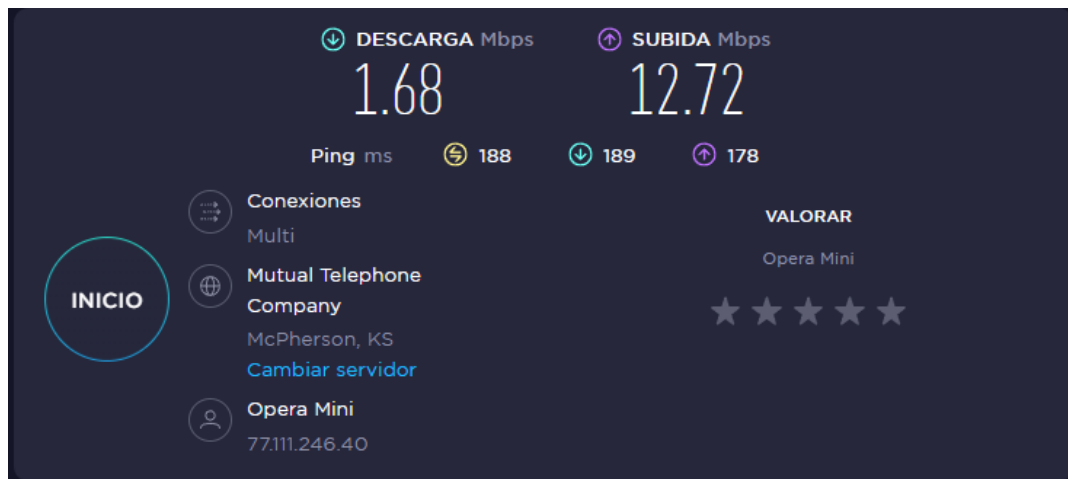 DESCARGA Mbps
SUBIDA Mbps
1.68
12.72
Ping ms 188 189 178
Conexiones
Multi
Mutual Telephone
Company
McPherson, KS
Cambiar servidor
Opera Mini
77.111.246.40
INICIO
VALORAR
Opera Mini